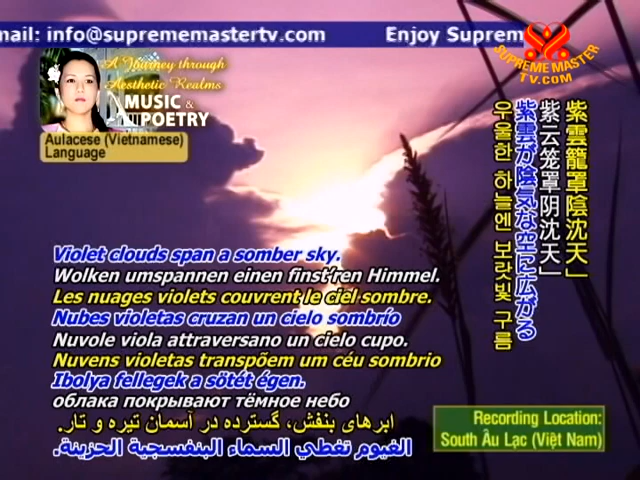 mail: info@suprememastertv.com Enjoy Suprem
SUPREME MASTER
TV.COM
A Journey through
Aesthetic Realms
MUSIC &
POETRY
Aulacese (Vietnamese)
Language
紫雲籠罩陰沈天」
紫云笼罩阴沈天」
紫雲が陰気な空に広がる
우울한 하늘엔 보랏빛 구름
Violet clouds span a somber sky.
Wolken umspannen einen finst'ren Himmel.
Les nuages violets couvrent le ciel sombre.
Nubes violetas cruzan un cielo sombrío
Nuvole viola attraversano un cielo cupo.
Nuvens violetas transpõem um céu sombrio
Ibolya fellegek a sötét égen.
облака покрывают тёмное небо
ابرهای بنفش، گسترده در آسمان تیره و تار.
الغيوم تغطي السماء البنفسجية الحزينة.
Recording Location:
South Âu Lạc (Việt Nam)